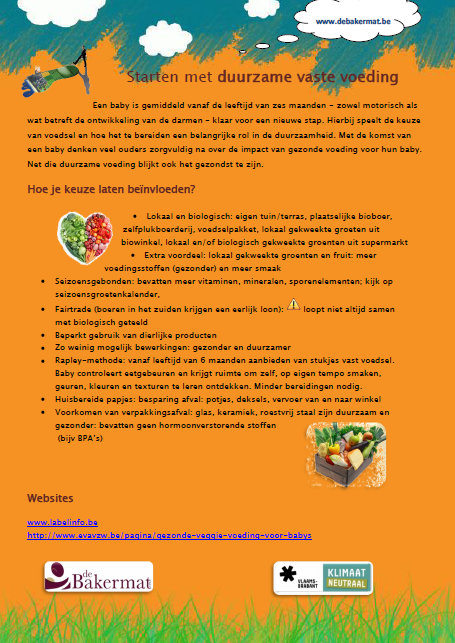 www.debakermat.be
Starten met duurzame vaste voeding
Een baby is gemiddeld vanaf de leeftijd van zes maanden – zowel motorisch als
wat betreft de ontwikkeling van de darmen – klaar voor een nieuwe stap. Hierbij speelt de keuze
van voedsel en hoe het te bereiden een belangrijke rol in de duurzaamheid. Met de komst van
een baby denken veel ouders zorgvuldig na over de impact van gezonde voeding voor hun baby.
Net die duurzame voeding blijkt ook het gezondst te zijn.
Hoe je keuze laten beïnvloeden?
• Lokaal en biologisch: eigen tuin/terras, plaatselijke bioboer,
zelfplukboerderij, voedselpakket, lokaal gekweekte groeten uit
biowinkel, lokaal en/of biologisch gekweekte groenten uit supermarkt
• Extra voordeel: lokaal gekweekte groenten en fruit: meer
voedingsstoffen (gezonder) en meer smaak
• Seizoensgebonden: bevatten meer vitaminen, mineralen, sporenelementen; kijk op
seizoensgroetenkalender,
• Fairtrade (boeren in het zuiden krijgen een eerlijk loon): loopt niet altijd samen
met biologisch geteeld
• Beperkt gebruik van dierlijke producten
• Zo weinig mogelijk bewerkingen: gezonder en duurzamer
• Rapley-methode: vanaf leeftijd van 6 maanden aanbieden van stukjes vast voedsel.
Baby controleert eetgebeuren en krijgt ruimte om zelf, op eigen tempo smaken,
geuren, kleuren en texturen te leren ontdekken. Minder bereidingen nodig.
• Huisbereide papjes: besparing afval: potjes, deksels, vervoer van en naar winkel
• Voorkomen van verpakkingsafval: glas, keramiek, roestvrij staal zijn duurzaam en
gezonder: bevatten geen hormoonverstorende stoffen
(bijv BPA's)
Websites
www.labelinfo.be
http://www.evavzw.be/pagina/gezonde-veggie-voeding-voor-babys
de
Bakermat
VLAAMS-
BRABANT
KLIMAAT
NEUTRAAL